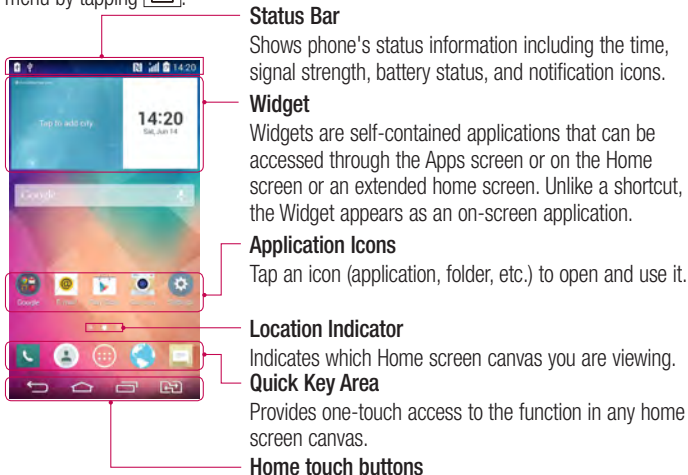 menu by tapping
Status Bar
Shows phone's status information including the time,
signal strength, battery status, and notification icons.
Widget
Widgets are self-contained applications that can be
accessed through the Apps screen or on the Home
screen or an extended home screen. Unlike a shortcut,
the Widget appears as an on-screen application.
Application Icons
Tap an icon (application, folder, etc.) to open and use it.
Location Indicator
Indicates which Home screen canvas you are viewing.
Quick Key Area
Provides one-touch access to the function in any home
screen canvas.
Home touch buttons
14:20
Tap to add city
14:20
Sat, Jun 14
Google
Google